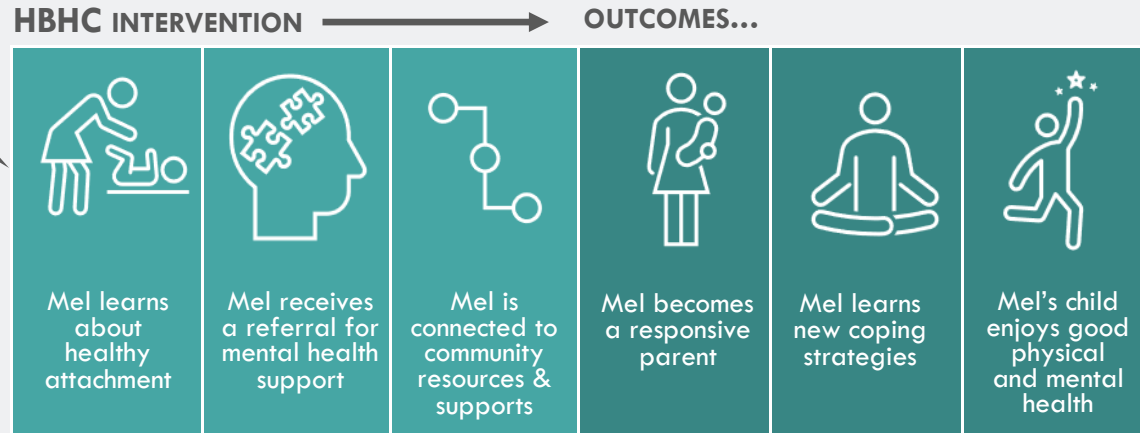 HBHC INTERVENTION
OUTCOMES...
Mel learns
about
healthy
attachment
Mel receives
a referral for
mental health
support
Mel is
connected to
community
resources &
supports
Mel becomes
a responsive
parent
Mel learns
new coping
strategies
Mel's child
enjoys good
physical
and mental
health